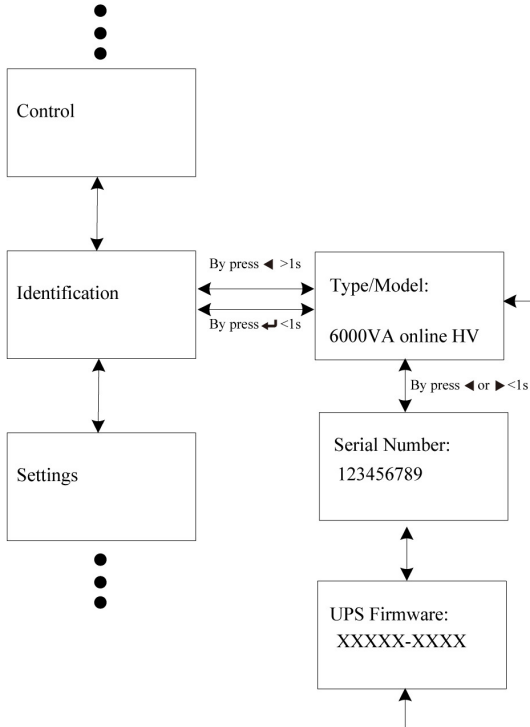 Control
By press ◀ >1s
Identification
By press ↵ <1s
Type/Model:
6000VA online HV
By press ◀ or ▶ <1s
Settings
Serial Number:
123456789
UPS Firmware:
XXXXX-XXXX